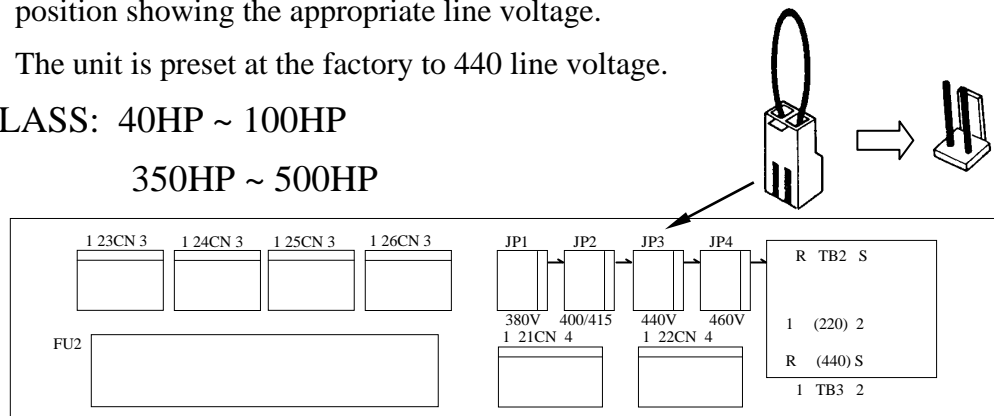 position showing the appropriate line voltage.
The unit is preset at the factory to 440 line voltage.
LASS: 40HP ~ 100HP
350HP ~ 500HP
1 23CN 3 1 24CN 3 1 25CN 3 1 26CN 3 JP1 JP2 JP3 JP4
R TB2 S
380V 400/415 440V 460V
1 (220) 2
1 21CN 4 1 22CN 4
FU2
R (440) S
1 TB3 2